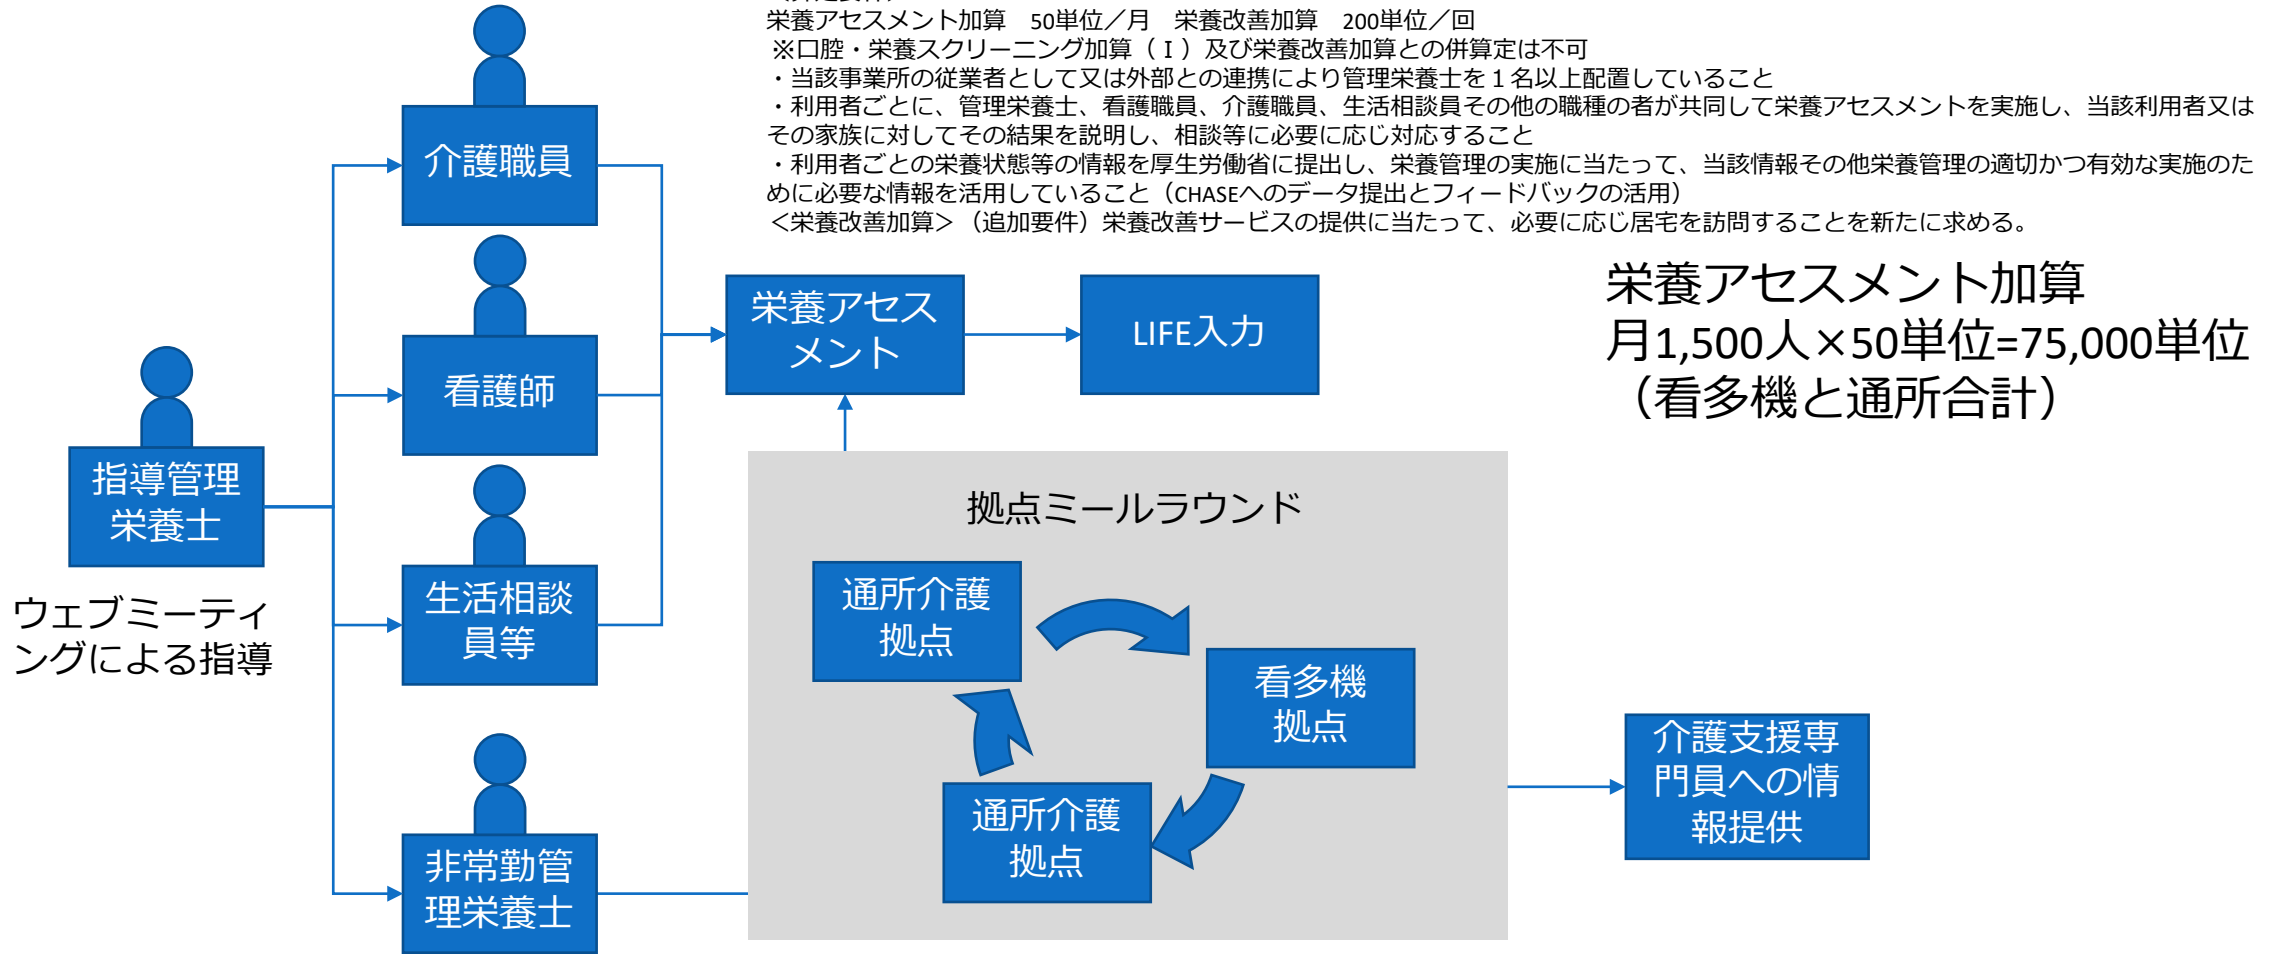 栄養アセスメント加算　50単位／月　栄養改善加算　200単位／回
※口腔・栄養スクリーニング加算（Ⅰ）及び栄養改善加算との併算定は不可
・当該事業所の従業者として又は外部との連携により管理栄養士を１名以上配置していること
・利用者ごとに、管理栄養士、看護職員、介護職員、生活相談員その他の職種の者が共同して栄養アセスメントを実施し、当該利用者又は
その家族に対してその結果を説明し、相談等に必要に応じ対応すること
・利用者ごとの栄養状態等の情報を厚生労働省に提出し、栄養管理の実施に当たって、当該情報その他栄養管理の適切かつ有効な実施のた
めに必要な情報を活用していること（CHASEへのデータ提出とフィードバックの活用）
＜栄養改善加算＞（追加要件）栄養改善サービスの提供に当たって、必要に応じ居宅を訪問することを新たに求める。
栄養アセスメント加算
月1,500人×50単位=75,000単位
（看多機と通所合計）
指導管理
栄養士
ウェブミーティ
ングによる指導
介護職員
看護師
生活相談
員等
非常勤管
理栄養士
栄養アセス
メント
LIFE入力
拠点ミールラウンド
通所介護
拠点
看多機
拠点
通所介護
拠点
介護支援専
門員への情
報提供